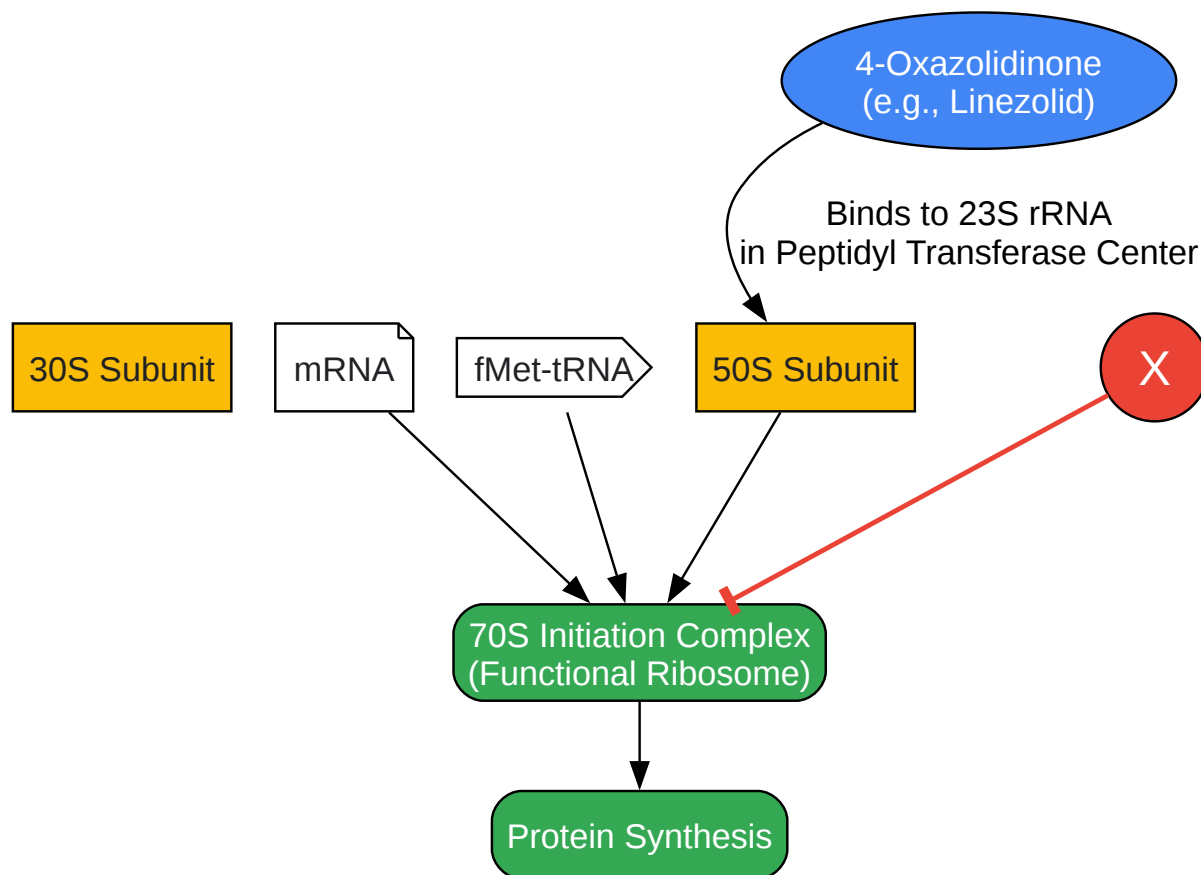 4-Oxazolidinone
(e.g., Linezolid)
Binds to 23S rRNA
in Peptidyl Transferase Center
30S Subunit
mRNA
fMet-tRNA
50S Subunit
X
70S Initiation Complex
(Functional Ribosome)
Protein Synthesis